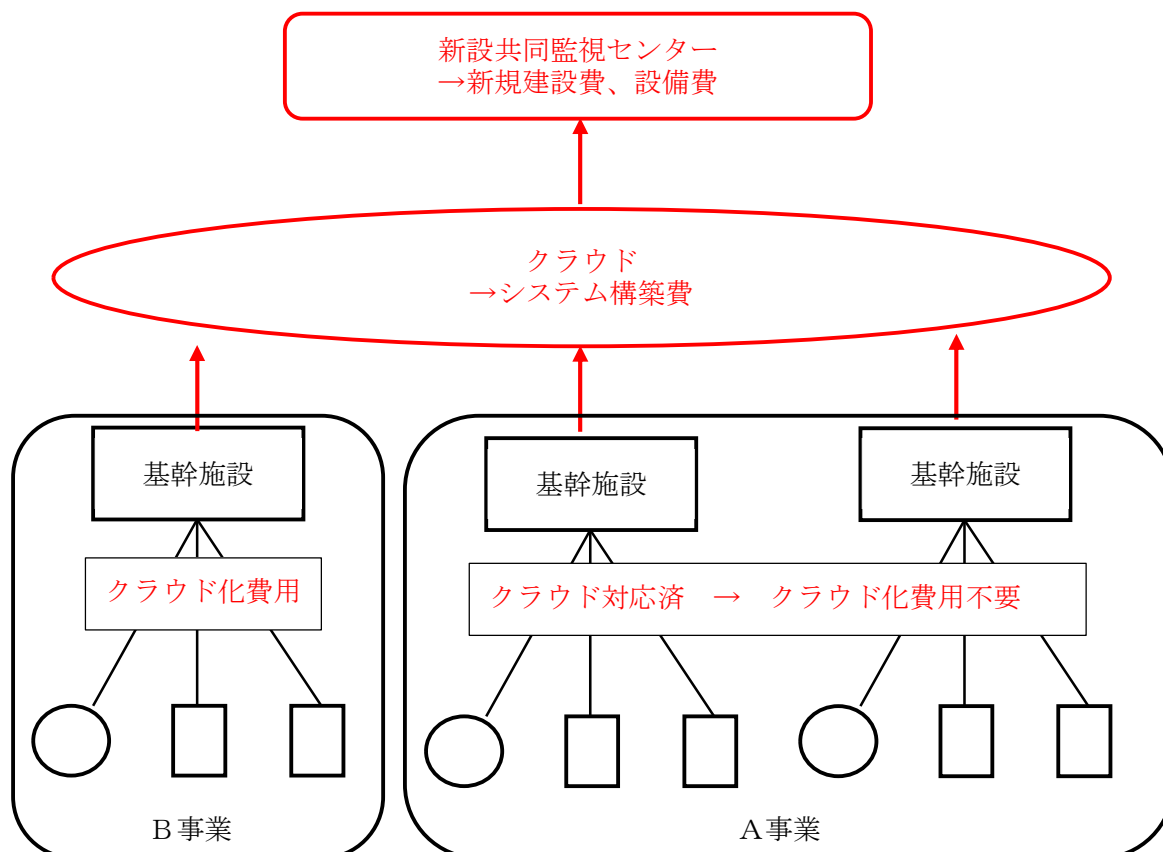 新設共同監視センター
→新規建設費、設備費
クラウド
→システム構築費
基幹施設
基幹施設
基幹施設
クラウド化費用
クラウド対応済　→　クラウド化費用不要
Ｂ事業
Ａ事業